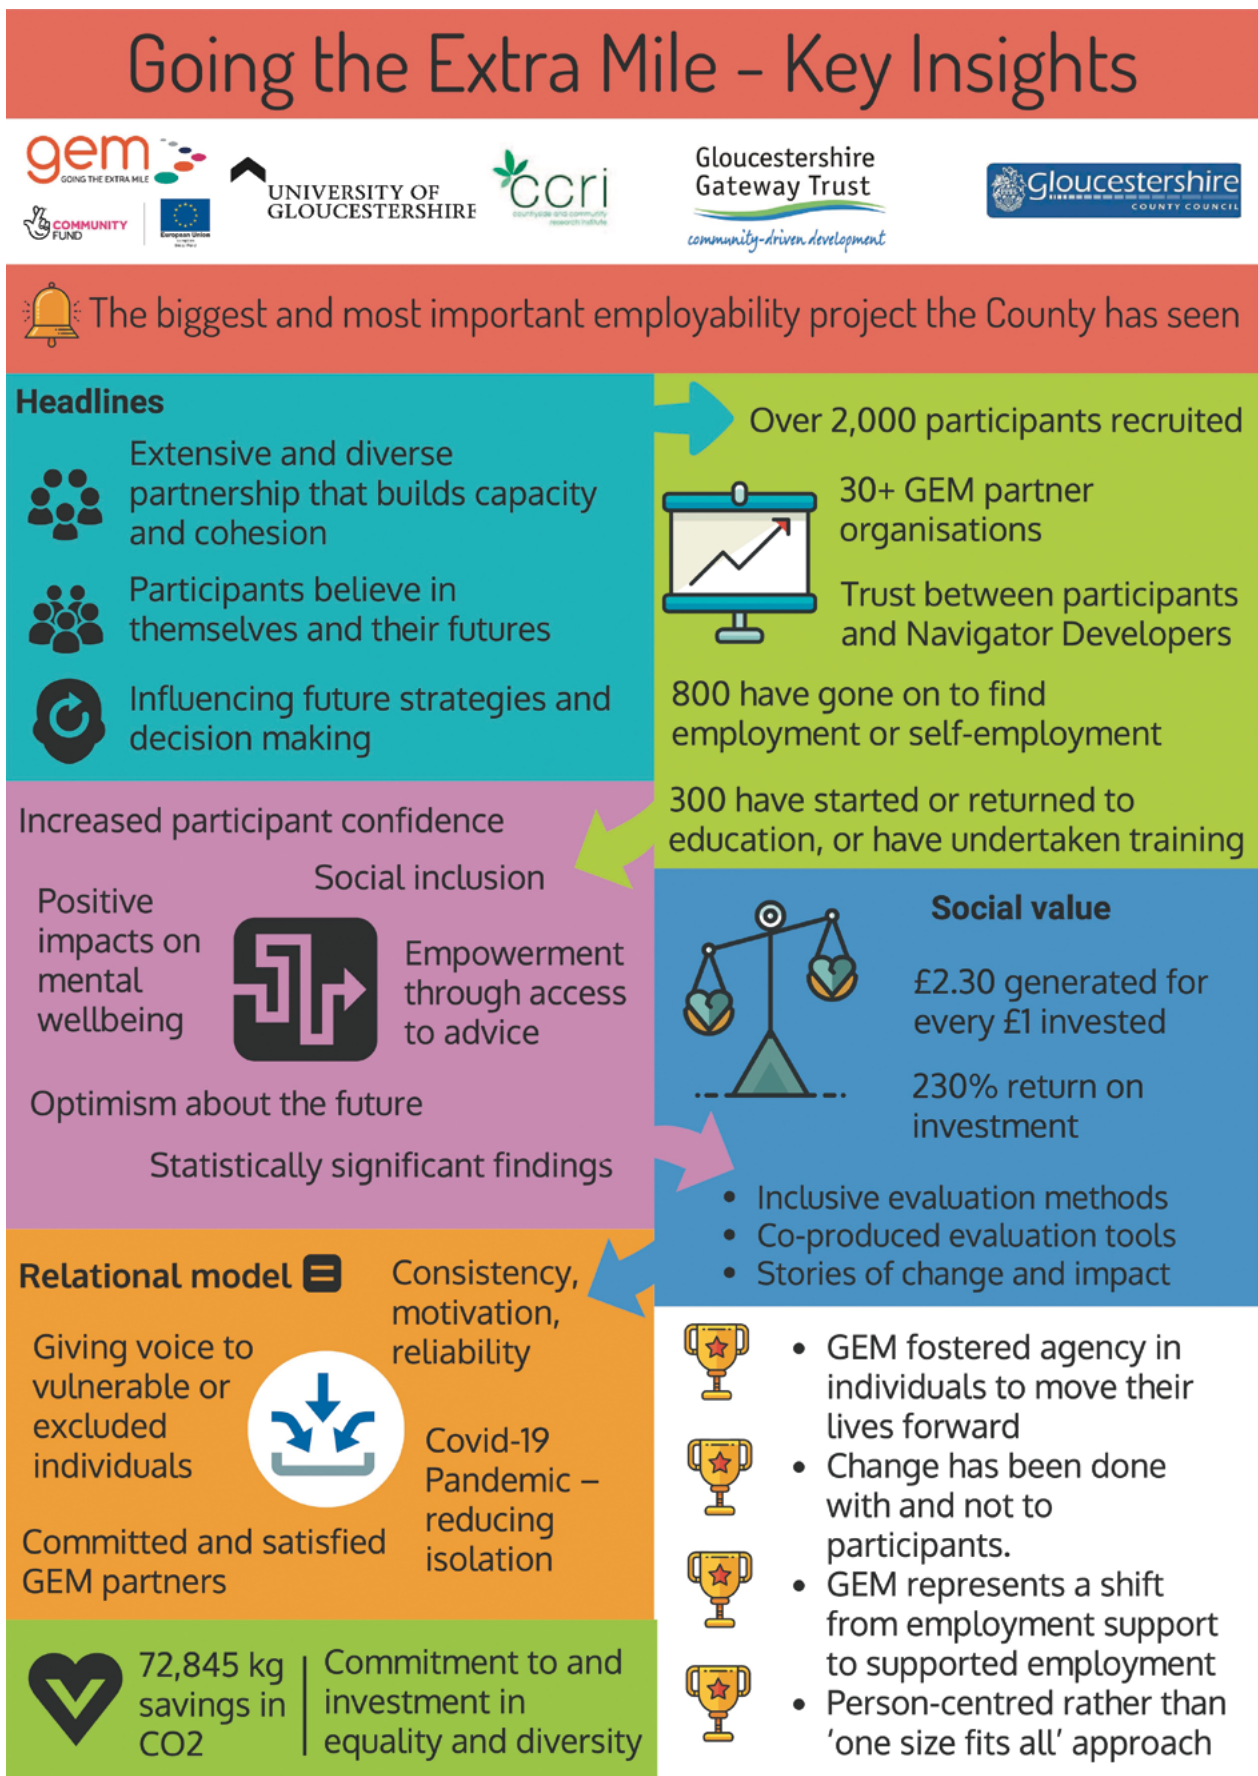 Going the Extra Mile - Key Insights
gem
GOING THE EXTRA MILE
COMMUNITY
FUND
European Union
UNIVERSITY OF
GLOUCESTERSHIRE
ccri
countryside and community
research institute
Gloucestershire
Gateway Trust
community-driven development
Gloucestershire
COUNTY COUNCIL
The biggest and most important employability project the County has seen
Headlines
Extensive and diverse
partnership that builds capacity
and cohesion
Participants believe in
themselves and their futures
Influencing future strategies and
decision making
Over 2,000 participants recruited
30+ GEM partner
organisations
Trust between participants
and Navigator Developers
800 have gone on to find
employment or self-employment
300 have started or returned to
education, or have undertaken training
Increased participant confidence
Social inclusion
Positive
impacts on
mental
wellbeing
Empowerment
through access
to advice
Optimism about the future
Statistically significant findings
Social value
£2.30 generated for
every £1 invested
230% return on
investment
• Inclusive evaluation methods
• Co-produced evaluation tools
• Stories of change and impact
Relational model =
Consistency,
motivation,
reliability
Giving voice to
vulnerable or
excluded
individuals
Covid-19
Pandemic –
reducing
isolation
Committed and satisfied
GEM partners
• GEM fostered agency in
individuals to move their
lives forward
• Change has been done
with and not to
participants.
• GEM represents a shift
from employment support
to supported employment
• Person-centred rather than
'one size fits all' approach
72,845 kg
savings in
CO2
Commitment to and
investment in
equality and diversity